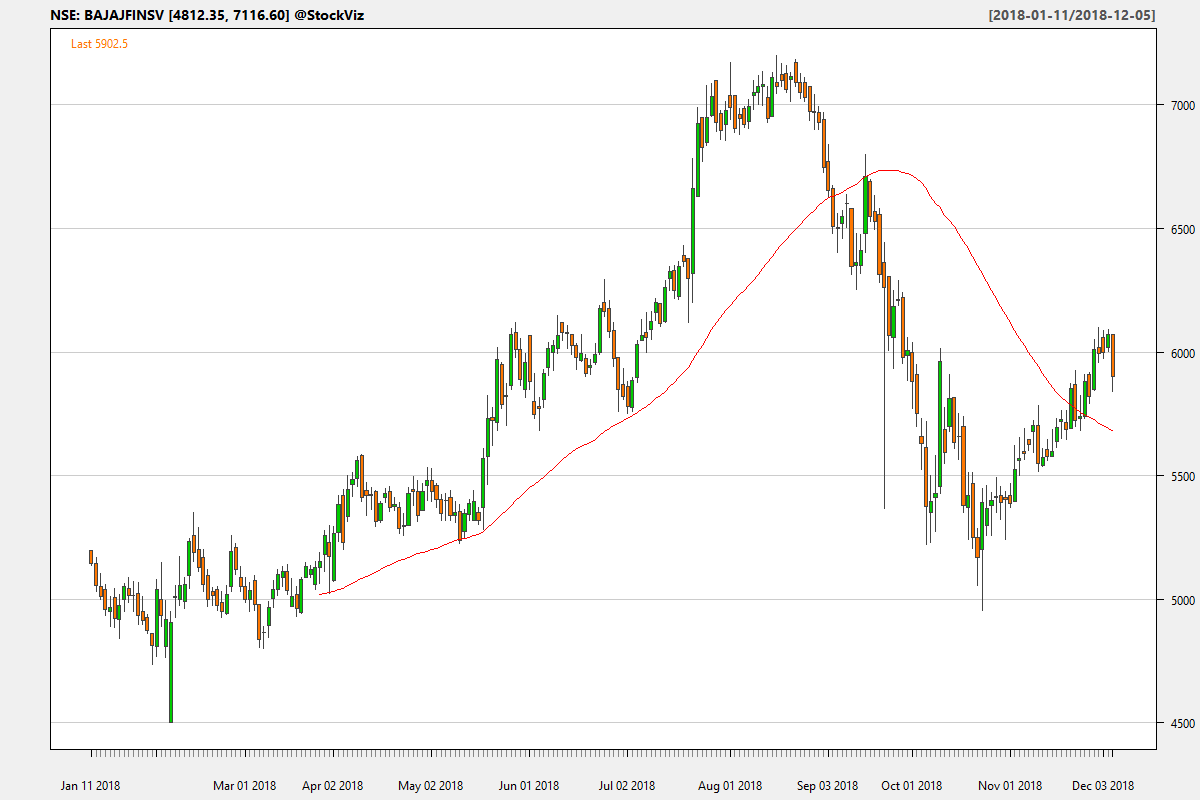 NSE: BAJAJFINSV [4812.35, 7116.60] @StockViz
[2018-01-11/2018-12-05]
Last 5902.5
7000
6500
6000
5500
5000
4500
Jan 11 2018 Mar 01 2018 Apr 02 2018 May 02 2018 Jun 01 2018 Jul 02 2018 Aug 01 2018 Sep 03 2018 Oct 01 2018 Nov 01 2018 Dec 03 2018